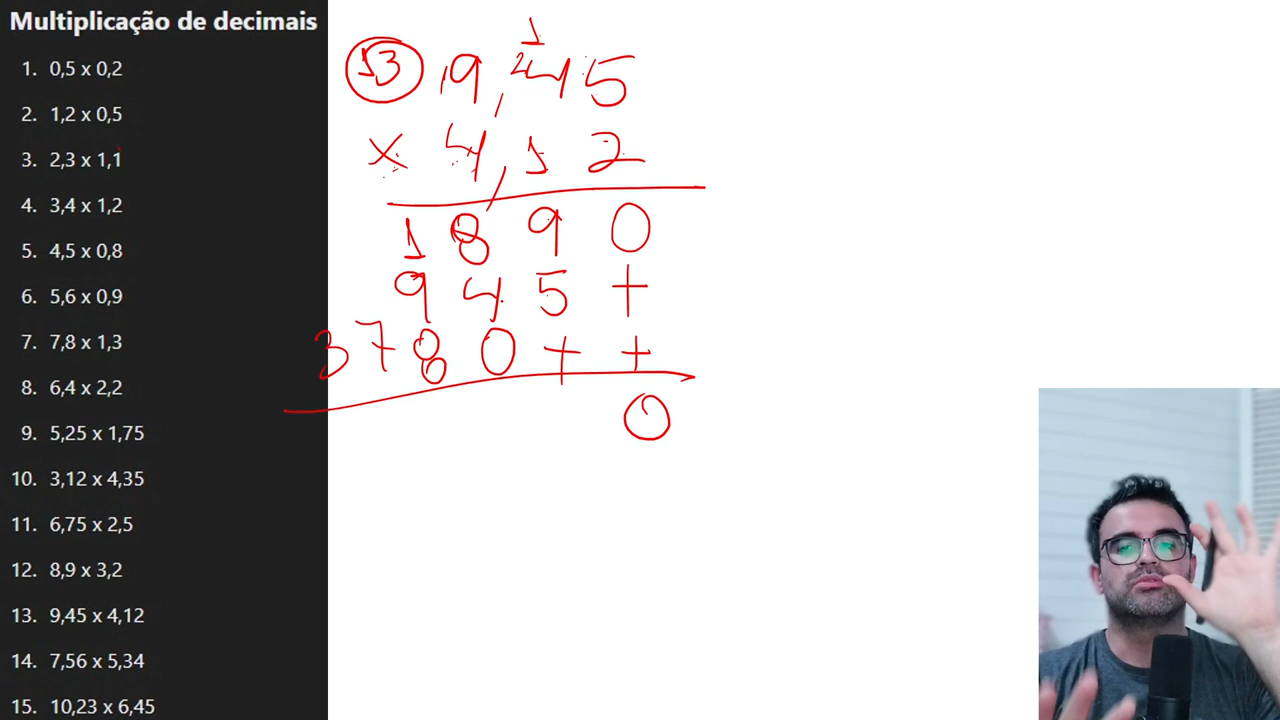 Multiplicação de decimais
1. 0,5 x 0,2
2. 1,2 x 0,5
3. 2,3 x 1,1
4. 3,4 x 1,2
5. 4,5 x 0,8
6. 5,6 x 0,9
7. 7,8 x 1,3
8. 6,4 x 2,2
9. 5,25 x 1,75
10. 3,12 x 4,35
11. 6,75 x 2,5
12. 8,9 x 3,2
13. 9,45 x 4,12
14. 7,56 x 5,34
15. 10,23 x 6,45
1
13 9,45
x 4,12
1890
945+
3780++
0